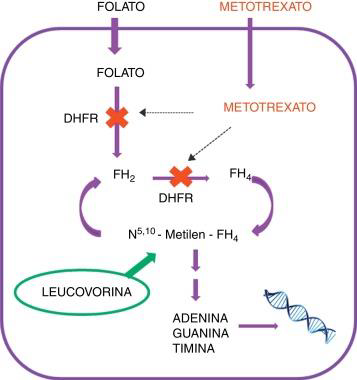 FOLATO
METOTREXATO
FOLATO
METOTREXATO
DHFR
FH2
FH4
DHFR
N5,10 - Metilen - FH4
LEUCOVORINA
ADENINA
GUANINA
TIMINA